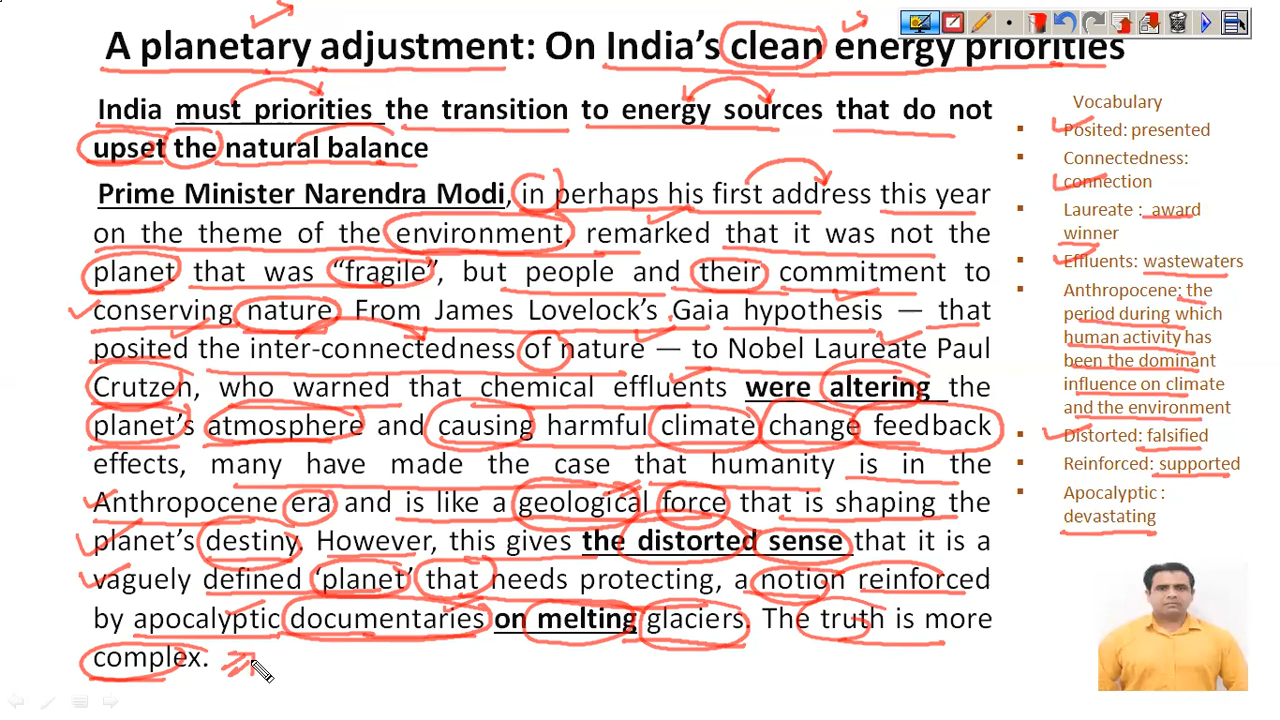 A planetary adjustment: On India's clean energy priorities
India must priorities the transition to energy sources that do not
upset the natural balance
Prime Minister Narendra Modi, in perhaps his first address this year
on the theme of the environment, remarked that it was not the
planet that was “fragile”, but people and their commitment to
conserving nature. From James Lovelock's Gaia hypothesis — that
posited the inter-connectedness of nature — to Nobel Laureate Paul
Crutzen, who warned that chemical effluents were altering the
planet's atmosphere and causing harmful climate change feedback
effects, many have made the case that humanity is in the
Anthropocene era and is like a geological force that is shaping the
planet's destiny. However, this gives the distorted sense that it is a
vaguely defined ‘planet’ that needs protecting, a notion reinforced
by apocalyptic documentaries on melting glaciers. The truth is more
complex.
Vocabulary
Posited: presented
Connectedness:
connection
Laureate : award
winner
Effluents: wastewaters
Anthropocene: the
period during which
human activity has
been the dominant
influence on climate
and the environment
Distorted: falsified
Reinforced: supported
Apocalyptic :
devastating